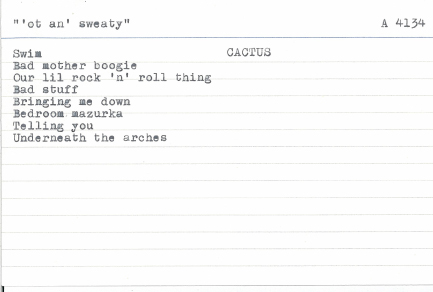 "'ot an' sweaty" A 4134
Swim CACTUS
Bad mother boogie
Our lil rock 'n' roll thing
Bad stuff
Bringing me down
Bedroom mazurka
Telling you
Underneath the arches